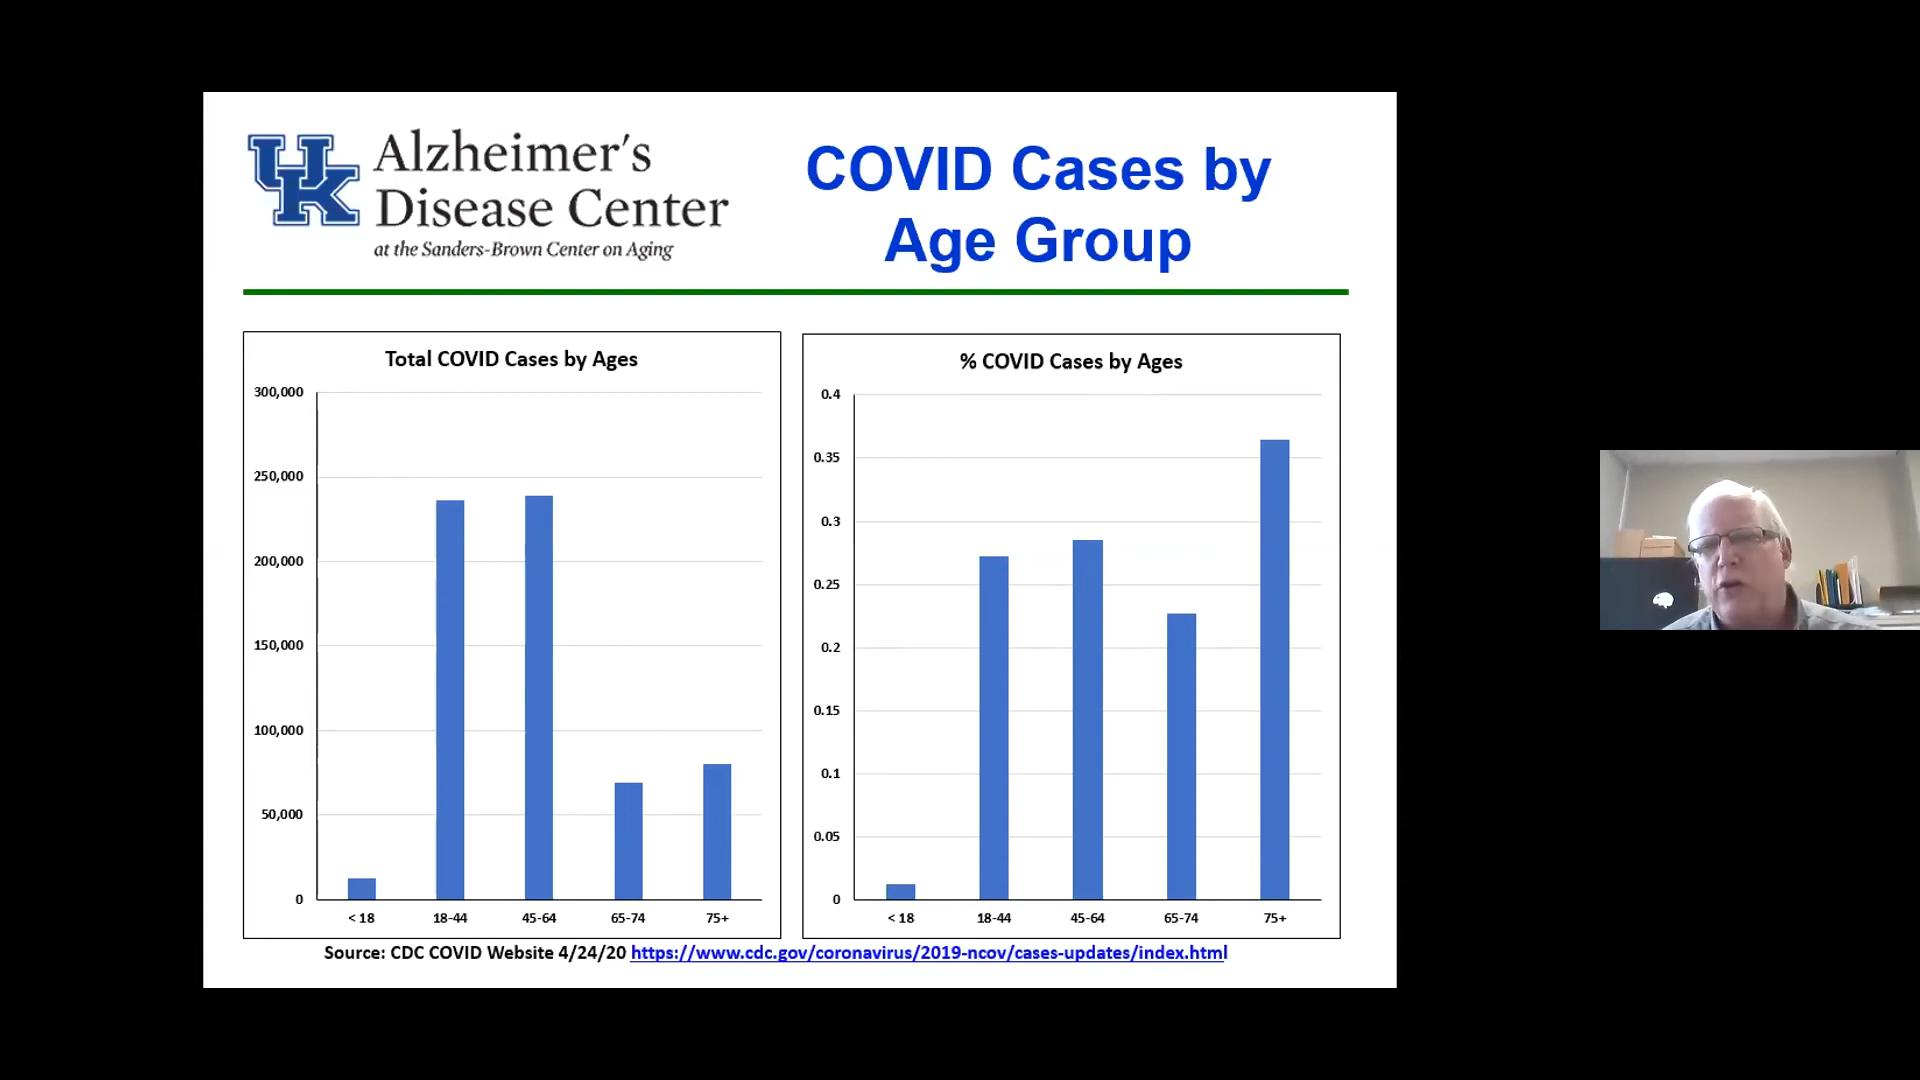 UK
Alzheimer's
Disease Center
at the Sanders-Brown Center on Aging
COVID Cases by
Age Group
Total COVID Cases by Ages
300,000
250,000
200,000
150,000
100,000
50,000
0
< 18
18-44
45-64
65-74
75+
% COVID Cases by Ages
0.4
0.35
0.3
0.25
0.2
0.15
0.1
0.05
0
< 18
18-44
45-64
65-74
75+
Source: CDC COVID Website 4/24/20 https://www.cdc.gov/coronavirus/2019-ncov/cases-updates/index.html